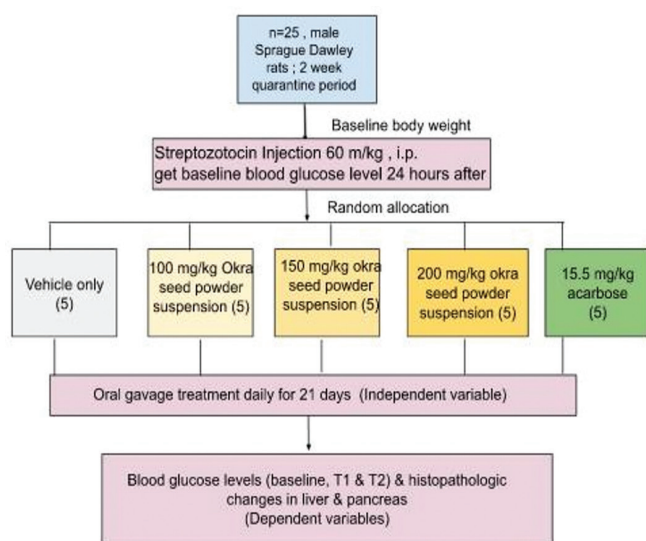 n=25 , male
Sprague Dawley
rats ; 2 week
quarantine period
Baseline body weight
Streptozotocin Injection 60 m/kg , i.p.
get baseline blood glucose level 24 hours after
Random allocation
Vehicle only
(5)
100 mg/kg Okra
seed powder
suspension (5)
150 mg/kg okra
seed powder
suspension (5)
200 mg/kg okra
seed powder
suspension (5)
15.5 mg/kg
acarbose
(5)
Oral gavage treatment daily for 21 days (Independent variable)
Blood glucose levels (baseline, T1 & T2) & histopathologic
changes in liver & pancreas
(Dependent variables)